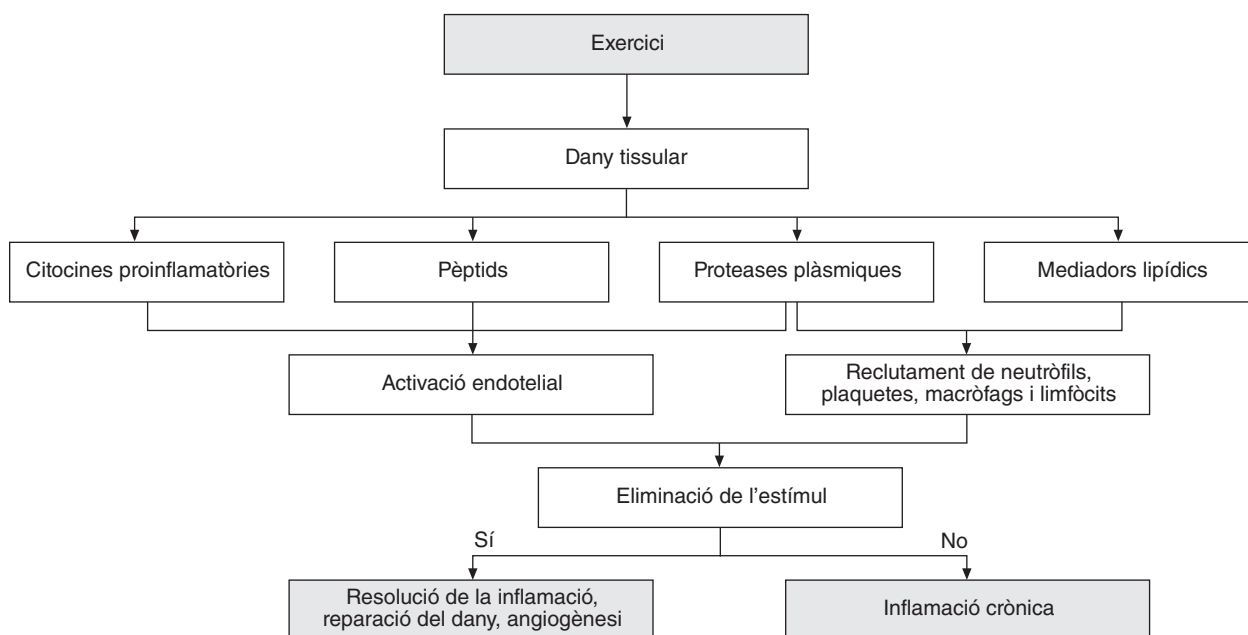 Exercici
Dany tissular
Citocines proinflamatòries
Pèptids
Proteases plàsmiques
Mediadors lipídics
Activació endotelial
Reclutament de neutròfils,
plaquetes, macròfags i limfòcits
Eliminació de l’estímul
Sí
No
Resolució de la inflamació,
reparació del dany, angiogènesi
Inflamació crònica